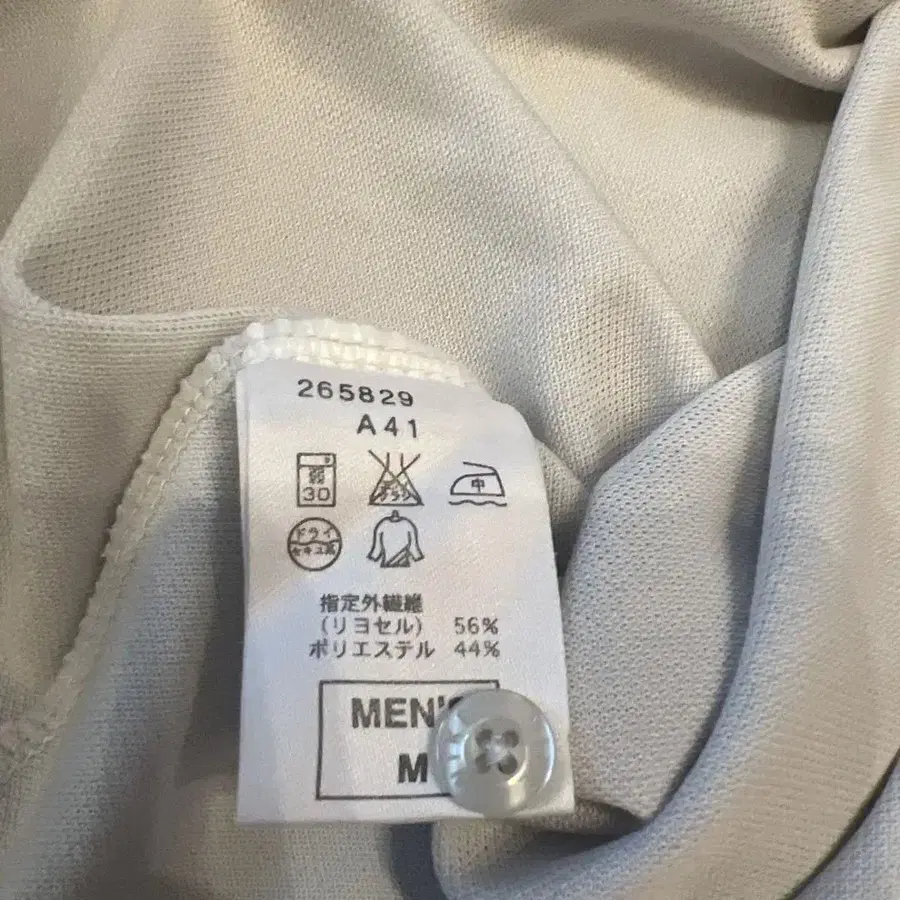 265829
A41
弱
30
中
ドライ
セキユ系
指定外繊維
(リヨセル) 56%
ポリエステル 44%
MEN'S
M